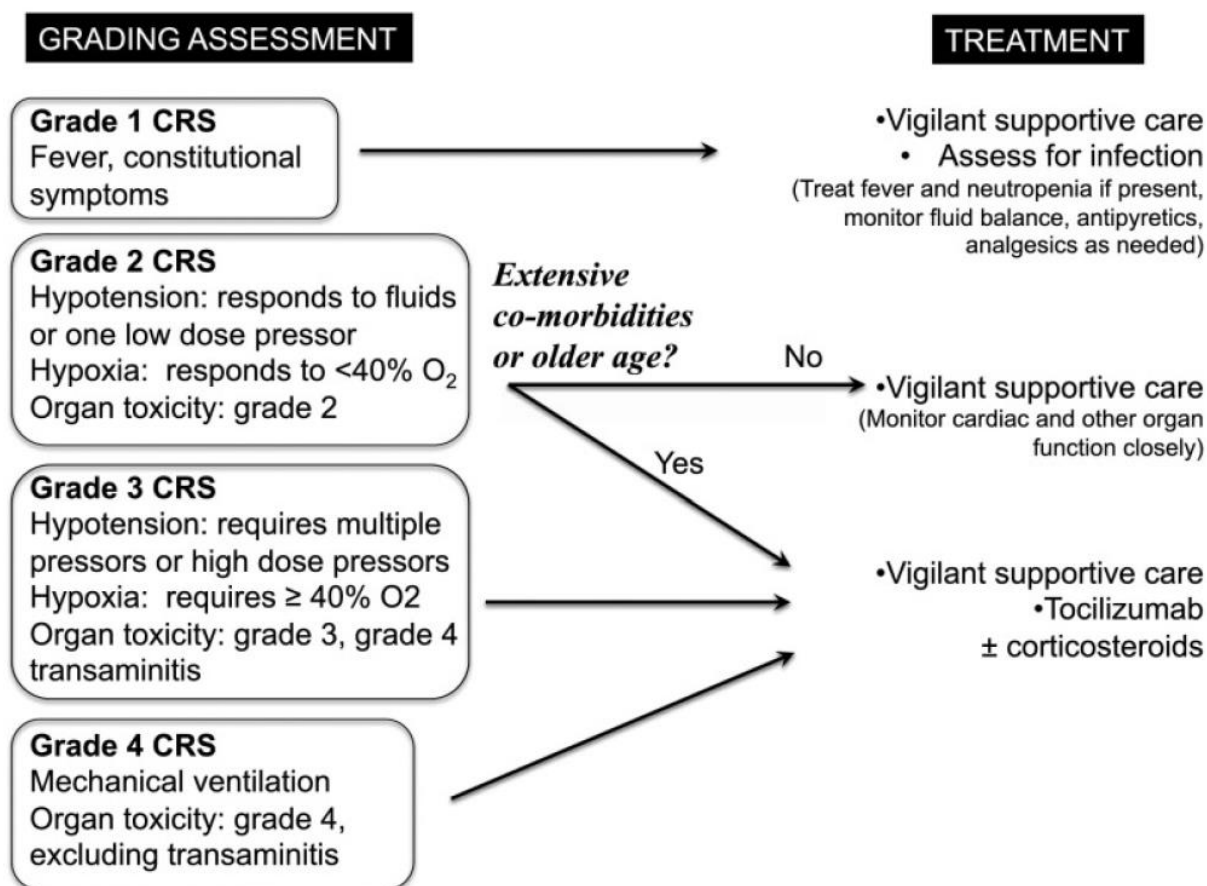 GRADING ASSESSMENT
TREATMENT
Grade 1 CRS
Fever, constitutional
symptoms
•Vigilant supportive care
• Assess for infection
(Treat fever and neutropenia if present,
monitor fluid balance, antipyretics,
analgesics as needed)
Grade 2 CRS
Hypotension: responds to fluids
or one low dose pressor
Hypoxia: responds to <40% O₂
Organ toxicity: grade 2
Extensive
co-morbidities
or older age?
No
Yes
•Vigilant supportive care
(Monitor cardiac and other organ
function closely)
Grade 3 CRS
Hypotension: requires multiple
pressors or high dose pressors
Hypoxia: requires ≥ 40% O2
Organ toxicity: grade 3, grade 4
transaminitis
•Vigilant supportive care
•Tocilizumab
± corticosteroids
Grade 4 CRS
Mechanical ventilation
Organ toxicity: grade 4,
excluding transaminitis